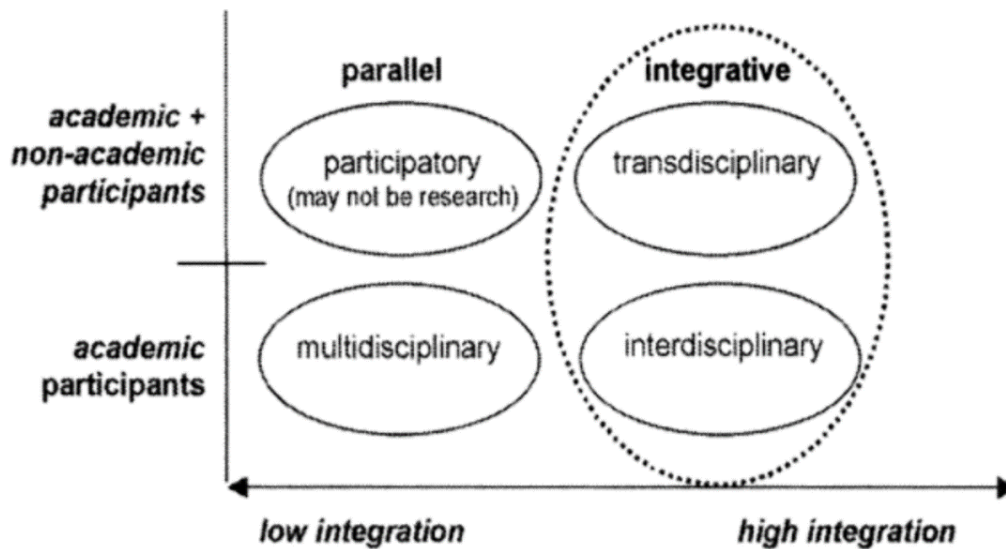 parallel
integrative
academic +
non-academic
participants
participatory
(may not be research)
transdisciplinary
academic
participants
multidisciplinary
interdisciplinary
low integration
high integration